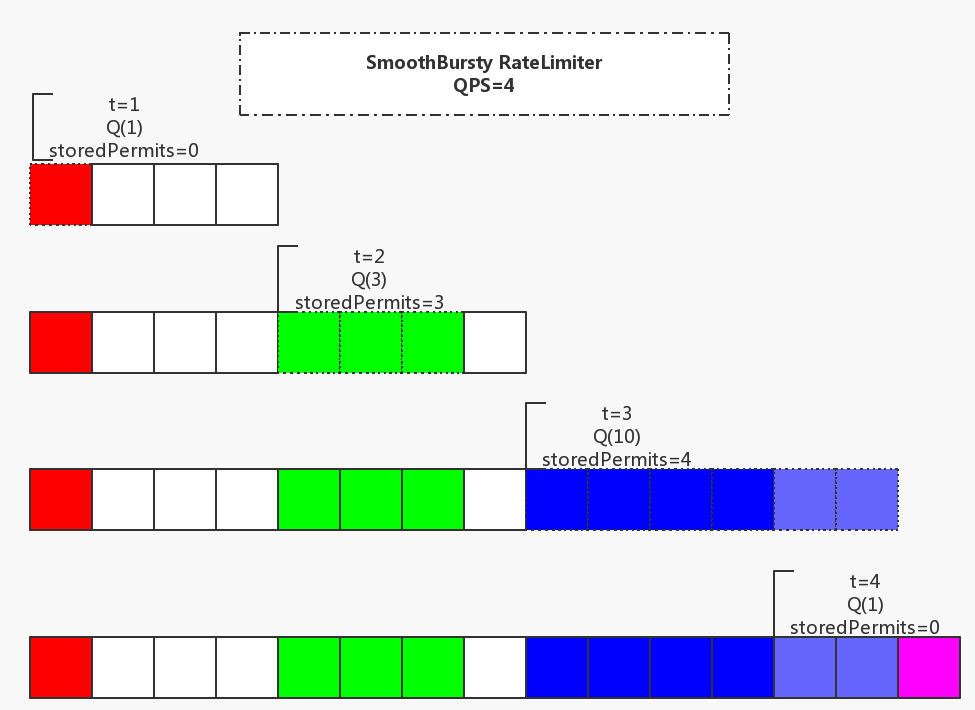 SmoothBursty RateLimiter
QPS=4
t=1
Q(1)
storedPermits=0
t=2
Q(3)
storedPermits=3
t=3
Q(10)
storedPermits=4
t=4
Q(1)
storedPermits=0